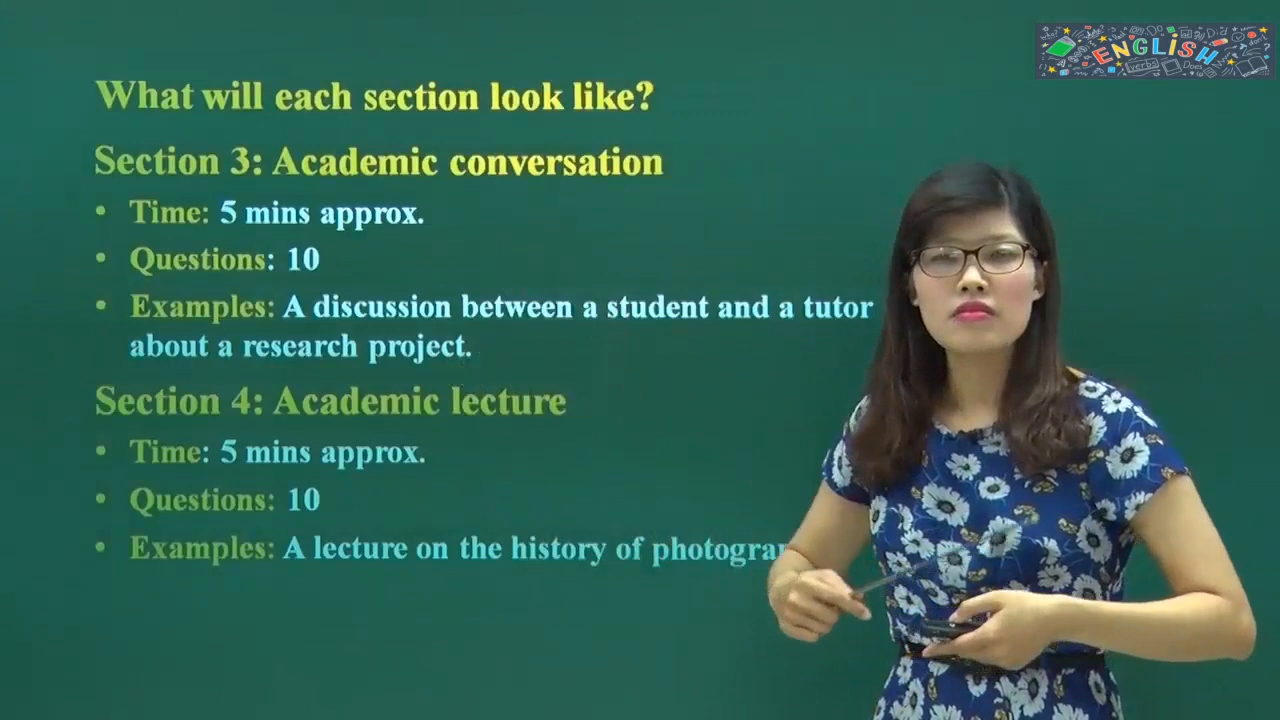 What will each section look like?
Section 3: Academic conversation
• Time: 5 mins approx.
• Questions: 10
• Examples: A discussion between a student and a tutor
about a research project.
Section 4: Academic lecture
• Time: 5 mins approx.
• Questions: 10
• Examples: A lecture on the history of
ENGLISH
verbs
Does